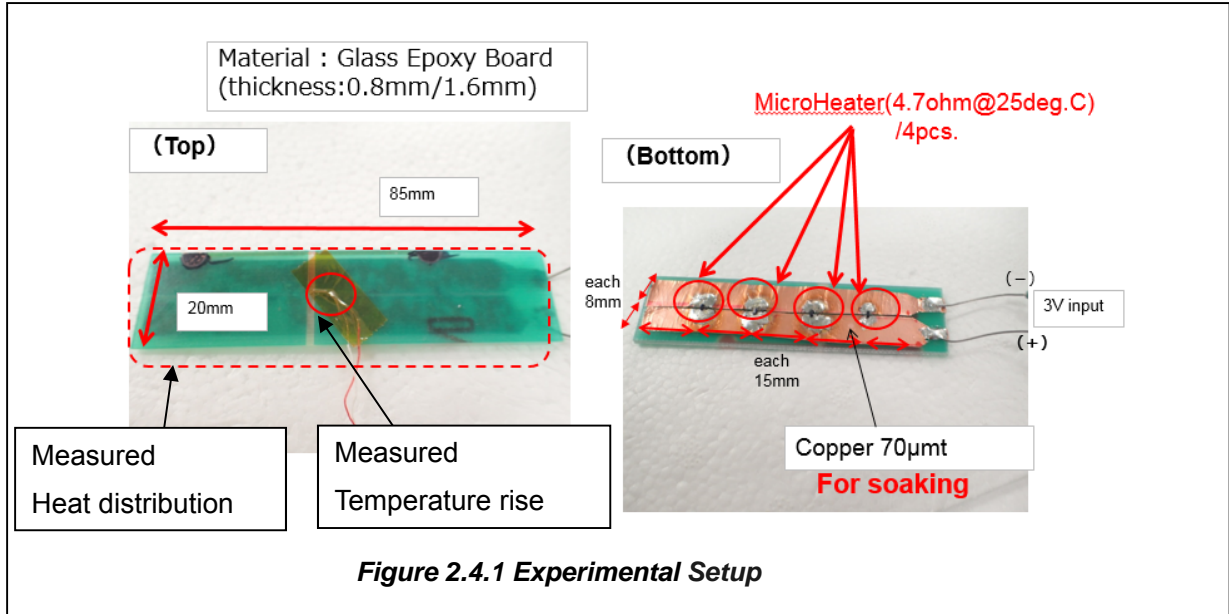 Material : Glass Epoxy Board
(thickness:0.8mm/1.6mm)
MicroHeater(4.7ohm@25deg.C)
/4pcs.
(Top)
85mm
20mm
(Bottom)
each
8mm
(-)
3V input
(+)
each
15mm
Copper 70μmt
For soaking
Measured
Heat distribution
Measured
Temperature rise
Figure 2.4.1 Experimental Setup